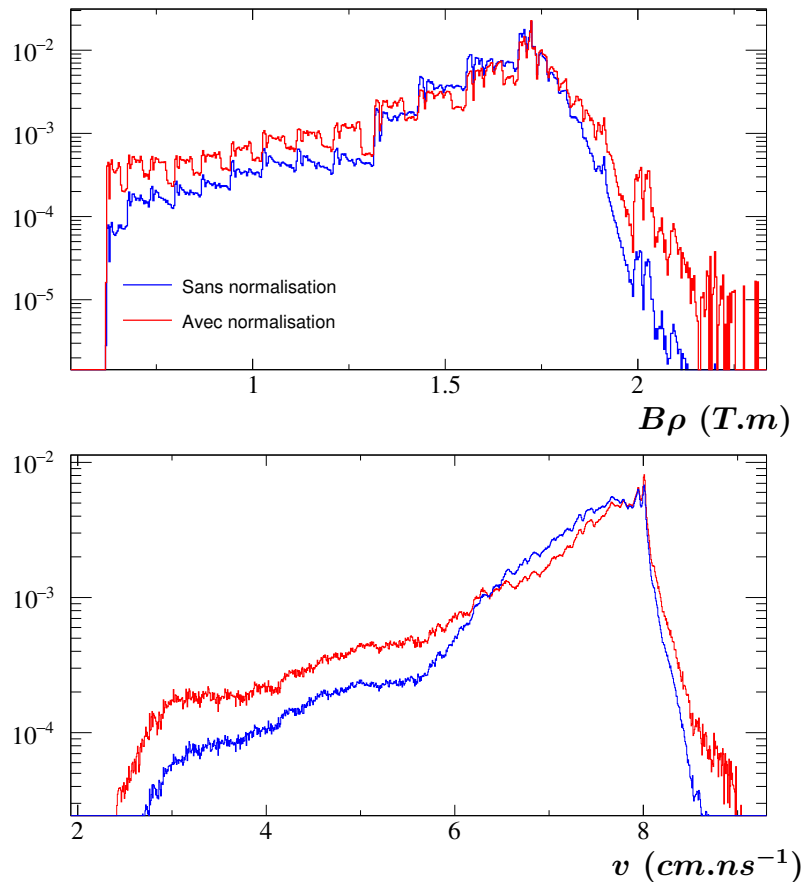 10⁻²
10⁻³
10⁻⁴
10⁻⁵
Sans normalisation
Avec normalisation
1 1.5 2
Bρ (T.m)
10⁻²
10⁻³
10⁻⁴
2 4 6 8
v (cm.ns⁻¹)